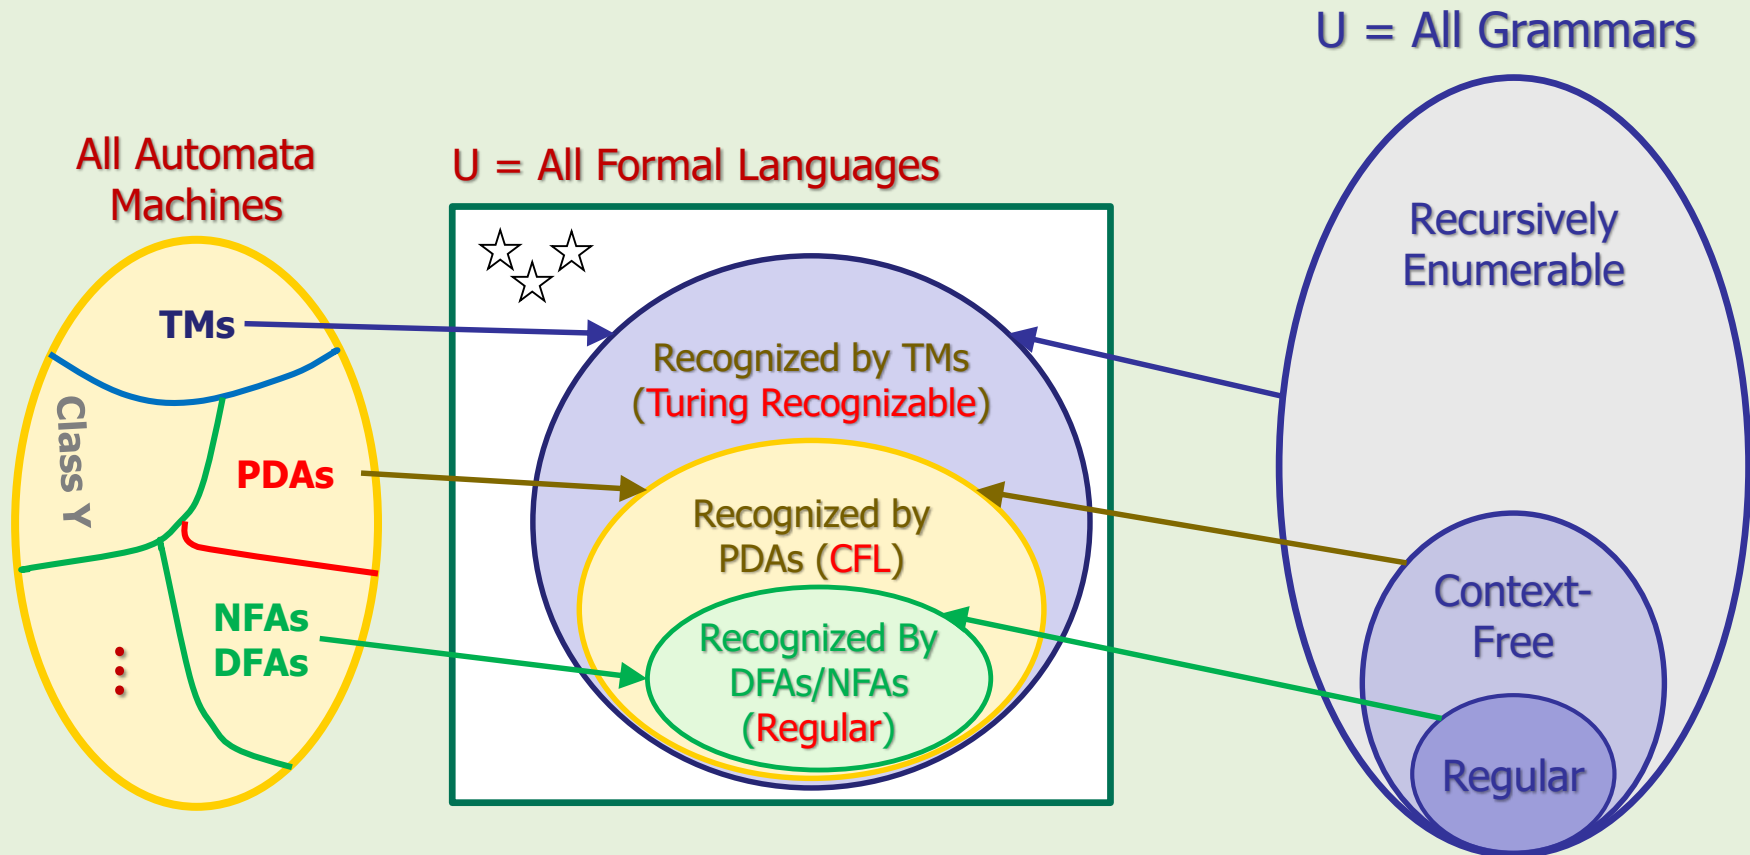 U = All Grammars
All Automata
Machines
U = All Formal Languages
TMs
Class Y
PDAs
NFAs
DFAs
Recognized by TMs
(Turing Recognizable)
Recognized by
PDAs (CFL)
Recognized By
DFAs/NFAs
(Regular)
Recursively
Enumerable
Context-
Free
Regular